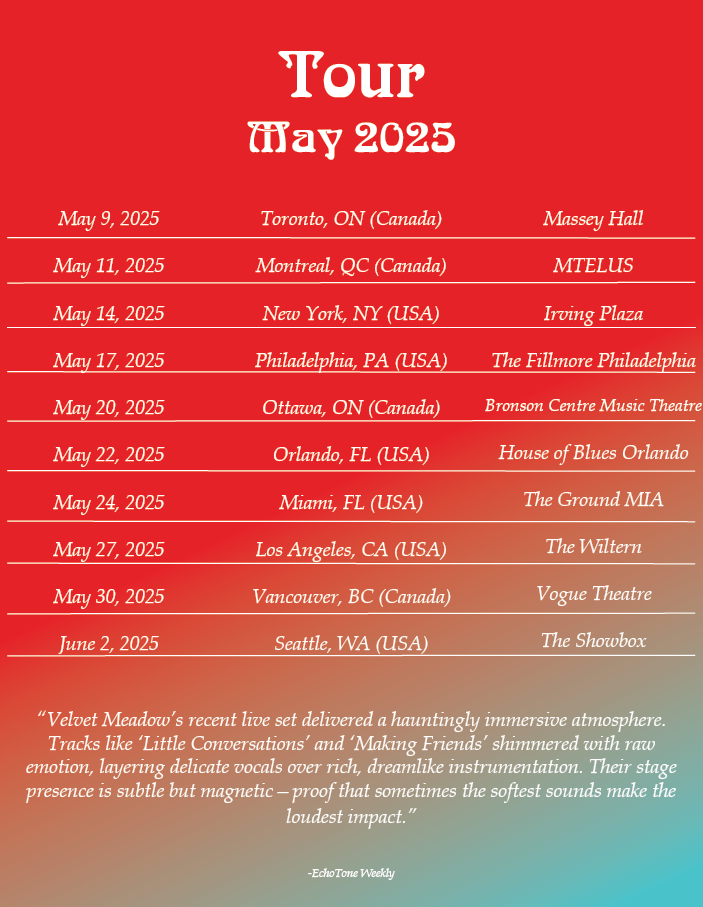 Tour
May 2025
May 9, 2025 Toronto, ON (Canada) Massey Hall
May 11, 2025 Montreal, QC (Canada) MTELUS
May 14, 2025 New York, NY (USA) Irving Plaza
May 17, 2025 Philadelphia, PA (USA) The Fillmore Philadelphia
May 20, 2025 Ottawa, ON (Canada) Bronson Centre Music Theatre
May 22, 2025 Orlando, FL (USA) House of Blues Orlando
May 24, 2025 Miami, FL (USA) The Ground MIA
May 27, 2025 Los Angeles, CA (USA) The Wiltern
May 30, 2025 Vancouver, BC (Canada) Vogue Theatre
June 2, 2025 Seattle, WA (USA) The Showbox
“Velvet Meadow’s recent live set delivered a hauntingly immersive atmosphere.
Tracks like ‘Little Conversations’ and ‘Making Friends’ shimmered with raw
emotion, layering delicate vocals over rich, dreamlike instrumentation. Their stage
presence is subtle but magnetic—proof that sometimes the softest sounds make the
loudest impact.”
-EchoTone Weekly